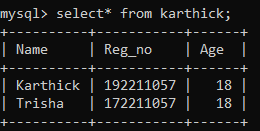 mysql> select* from karthick;
+----------+-----------+------+
| Name     | Reg_no    | Age  |
+----------+-----------+------+
| Karthick | 192211057 |   18 |
| Trisha   | 172211057 |   18 |
+----------+-----------+------+